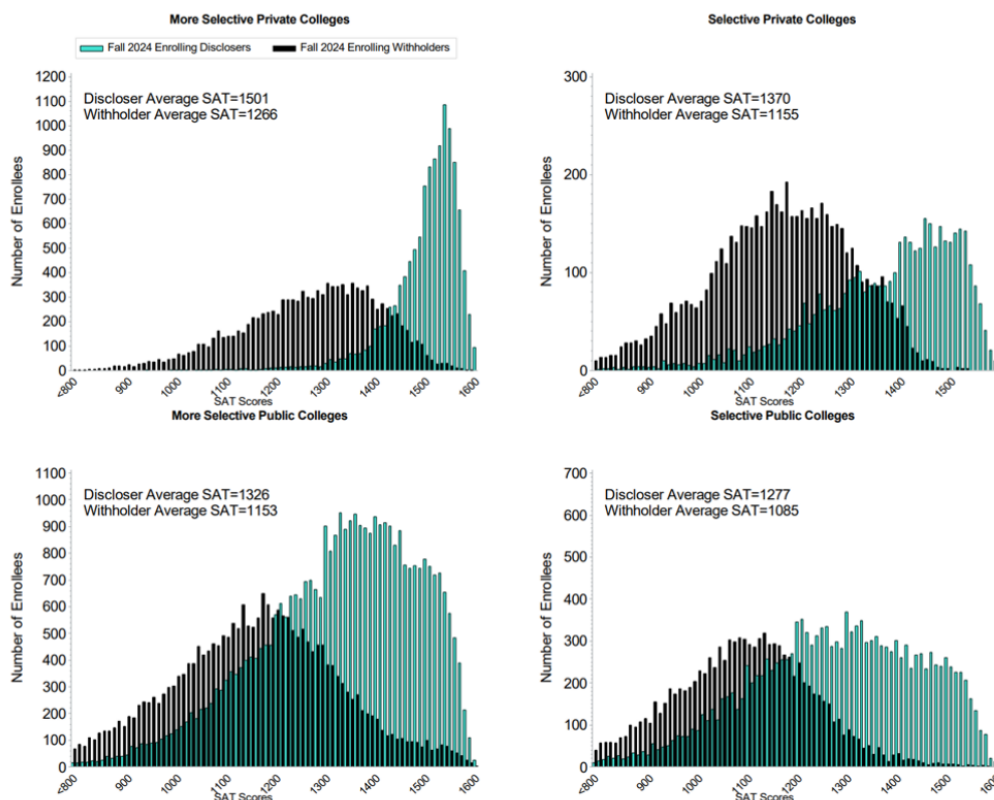 More Selective Private Colleges
Fall 2024 Enrolling Disclosers Fall 2024 Enrolling Withholders
Discloser Average SAT=1501
Withholder Average SAT=1266
Number of Enrollees
1200
1100
1000
900
800
700
600
500
400
300
200
100
0
<800 900 1000 1100 1200 1300 1400 1500 1600
SAT Scores
Selective Private Colleges
Discloser Average SAT=1370
Withholder Average SAT=1155
Number of Enrollees
300
200
100
0
<800 900 1000 1100 1200 1300 1400 1500
SAT Scores
More Selective Public Colleges
Discloser Average SAT=1326
Withholder Average SAT=1153
Number of Enrollees
1100
1000
900
800
700
600
500
400
300
200
100
0
<800 900 1000 1100 1200 1300 1400 1500 1600
Selective Public Colleges
Discloser Average SAT=1277
Withholder Average SAT=1085
Number of Enrollees
700
600
500
400
300
200
100
0
<800 900 1000 1100 1200 1300 1400 1500